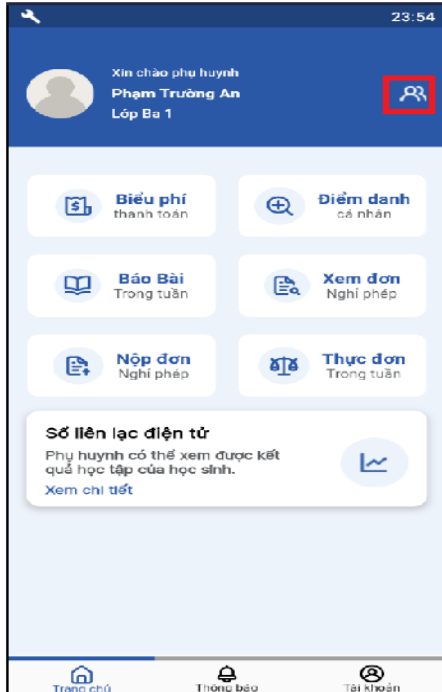 23:54
Xin chào phụ huynh
Phạm Trường An
Lớp Ba 1
Biểu phí
thanh toán
Điểm danh
cá nhân
Báo Bài
Trong tuần
Xem đơn
Nghỉ phép
Nộp đơn
Nghỉ phép
Thực đơn
Trong tuần
Sổ liên lạc điện tử
Phụ huynh có thể xem được kết
quả học tập của học sinh.
Xem chi tiết
Trang chủ
Thông báo
Tài khoản